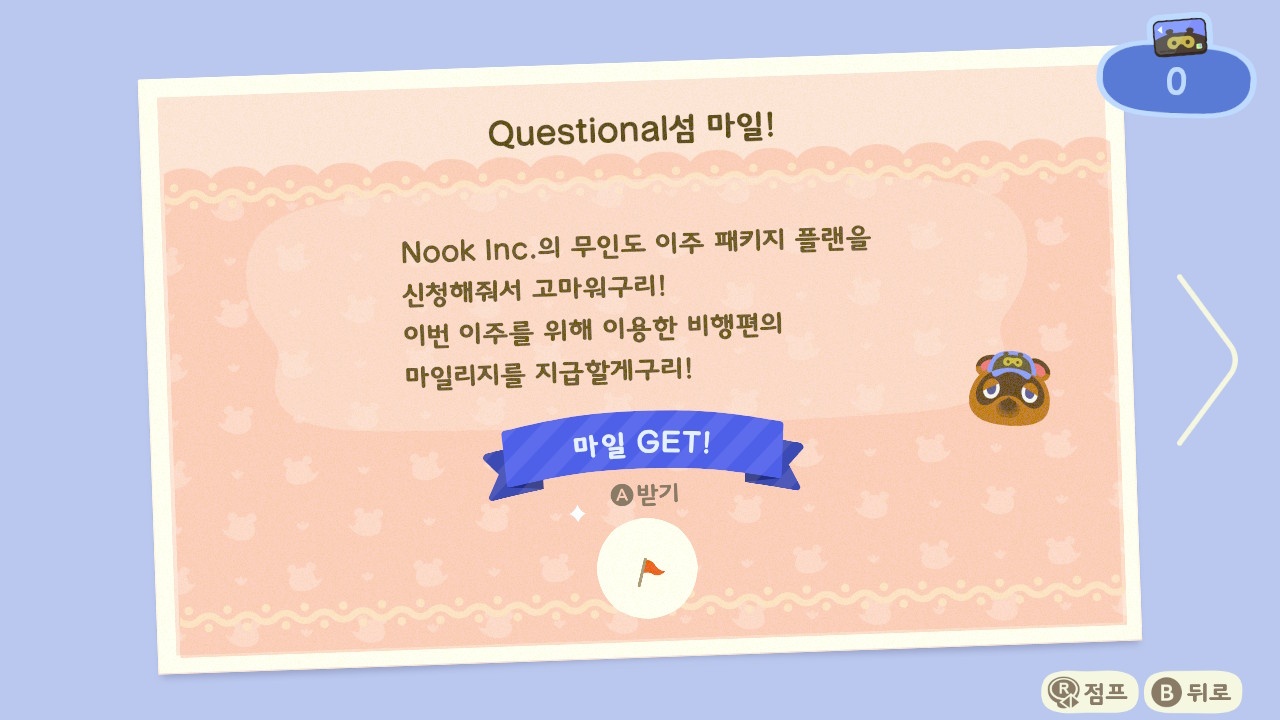 0
Questional섬 마일!
Nook Inc.의 무인도 이주 패키지 플랜을
신청해줘서 고마워구리!
이번 이주를 위해 이용한 비행편의
마일리지를 지급할게구리!
마일 GET!
A 받기
R 점프 B 뒤로